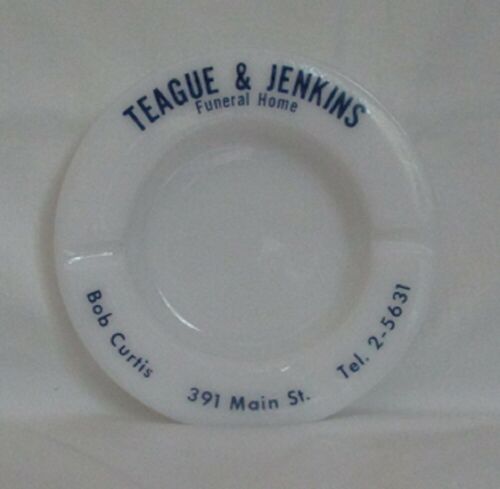 TEAGUE & JENKINS
Funeral Home
Bob Curtis
391 Main St.
Tel. 2-5631